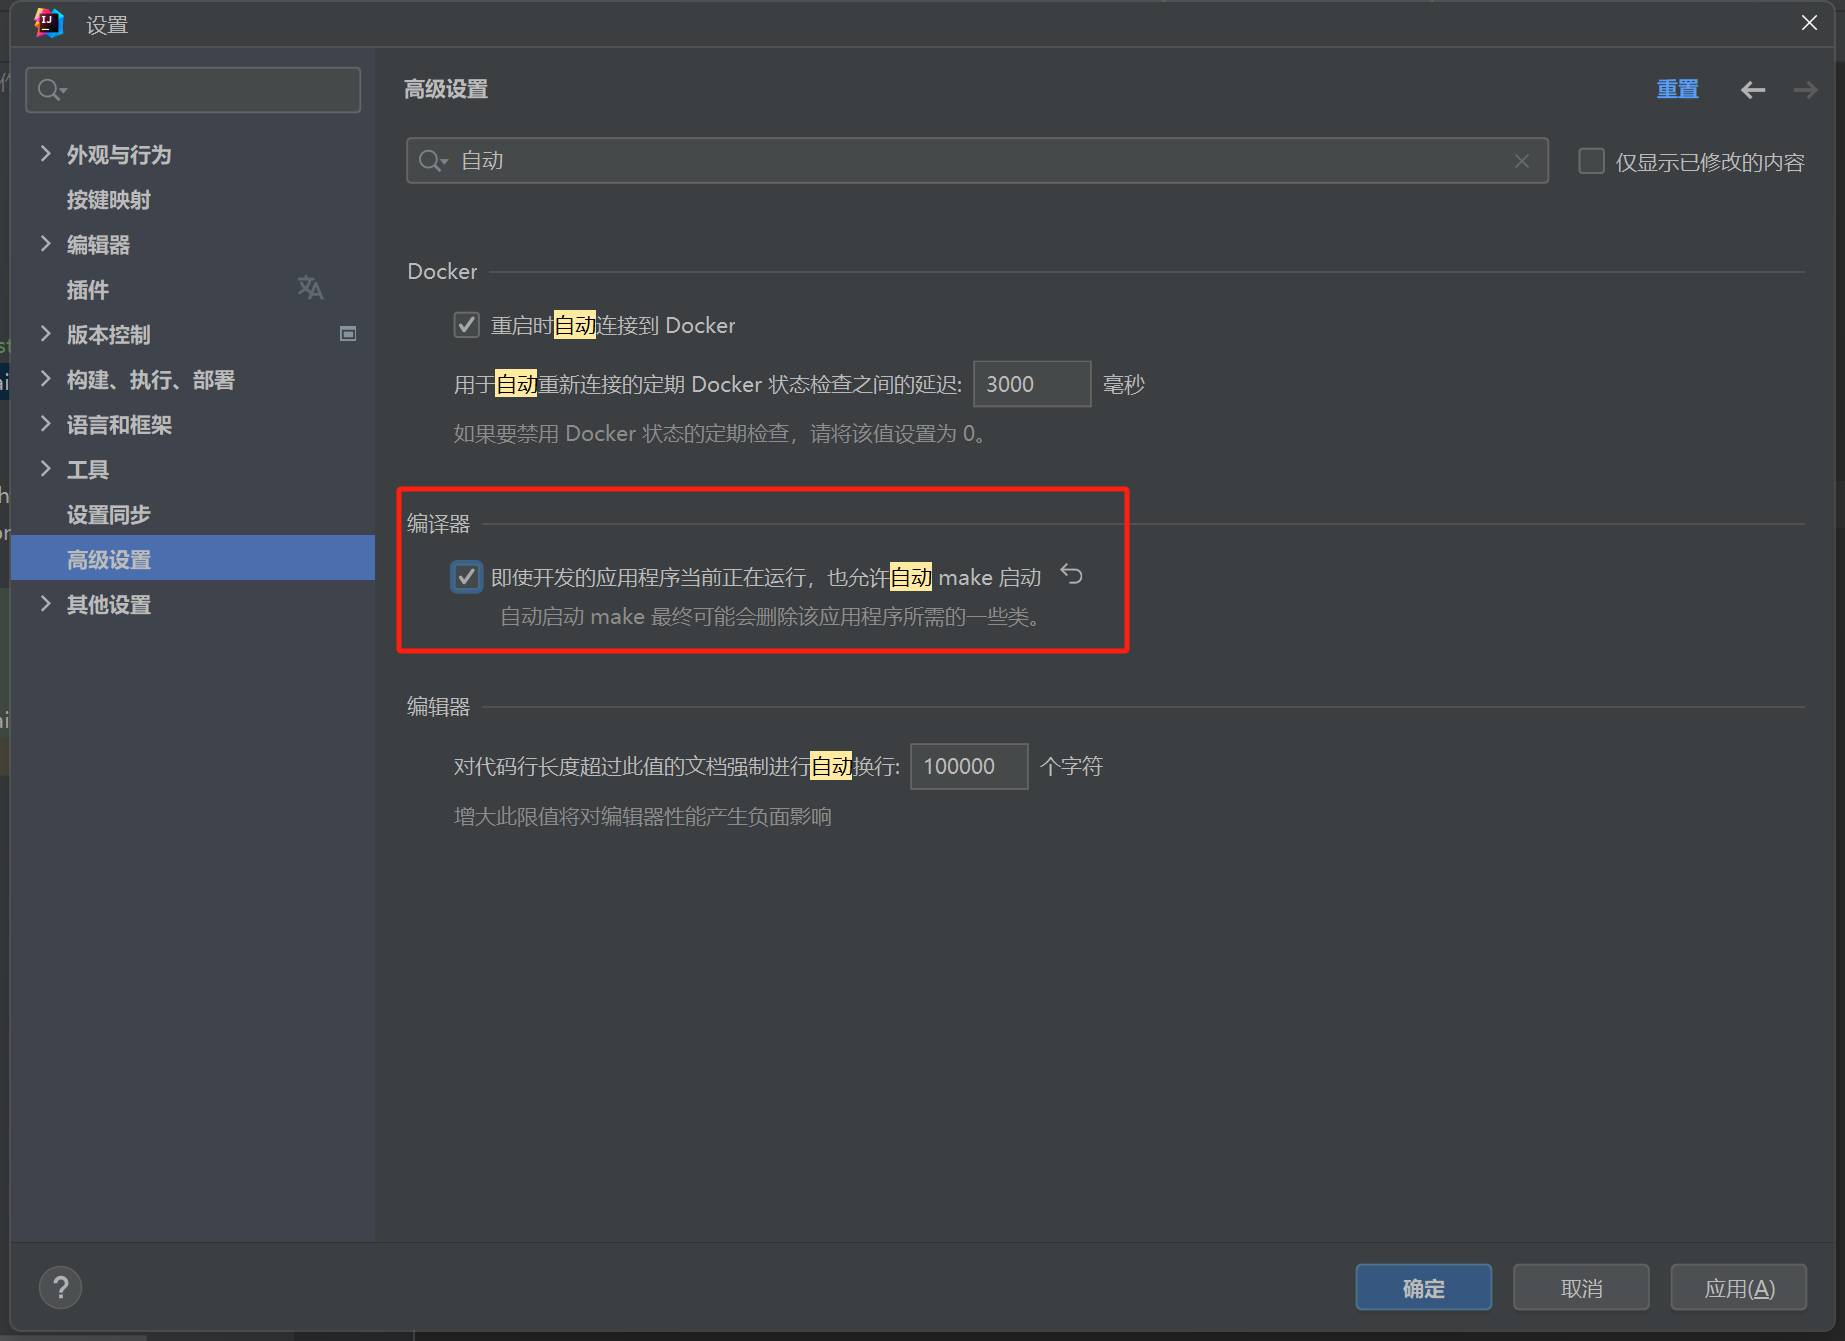 设置
外观与行为
按键映射
编辑器
插件
版本控制
构建、执行、部署
语言和框架
工具
设置同步
高级设置
其他设置
高级设置
重置
自动
仅显示已修改的内容
Docker
重启时自动连接到 Docker
用于自动重新连接的定期 Docker 状态检查之间的延迟: 3000 毫秒
如果要禁用 Docker 状态的定期检查，请将该值设置为 0。
编译器
即使开发的应用程序当前正在运行，也允许自动 make 启动
自动启动 make 最终可能会删除该应用程序所需的一些类。
编辑器
对代码行长度超过此值的文档强制进行自动换行: 100000 个字符
增大此限值将对编辑器性能产生负面影响
?
确定
取消
应用(A)